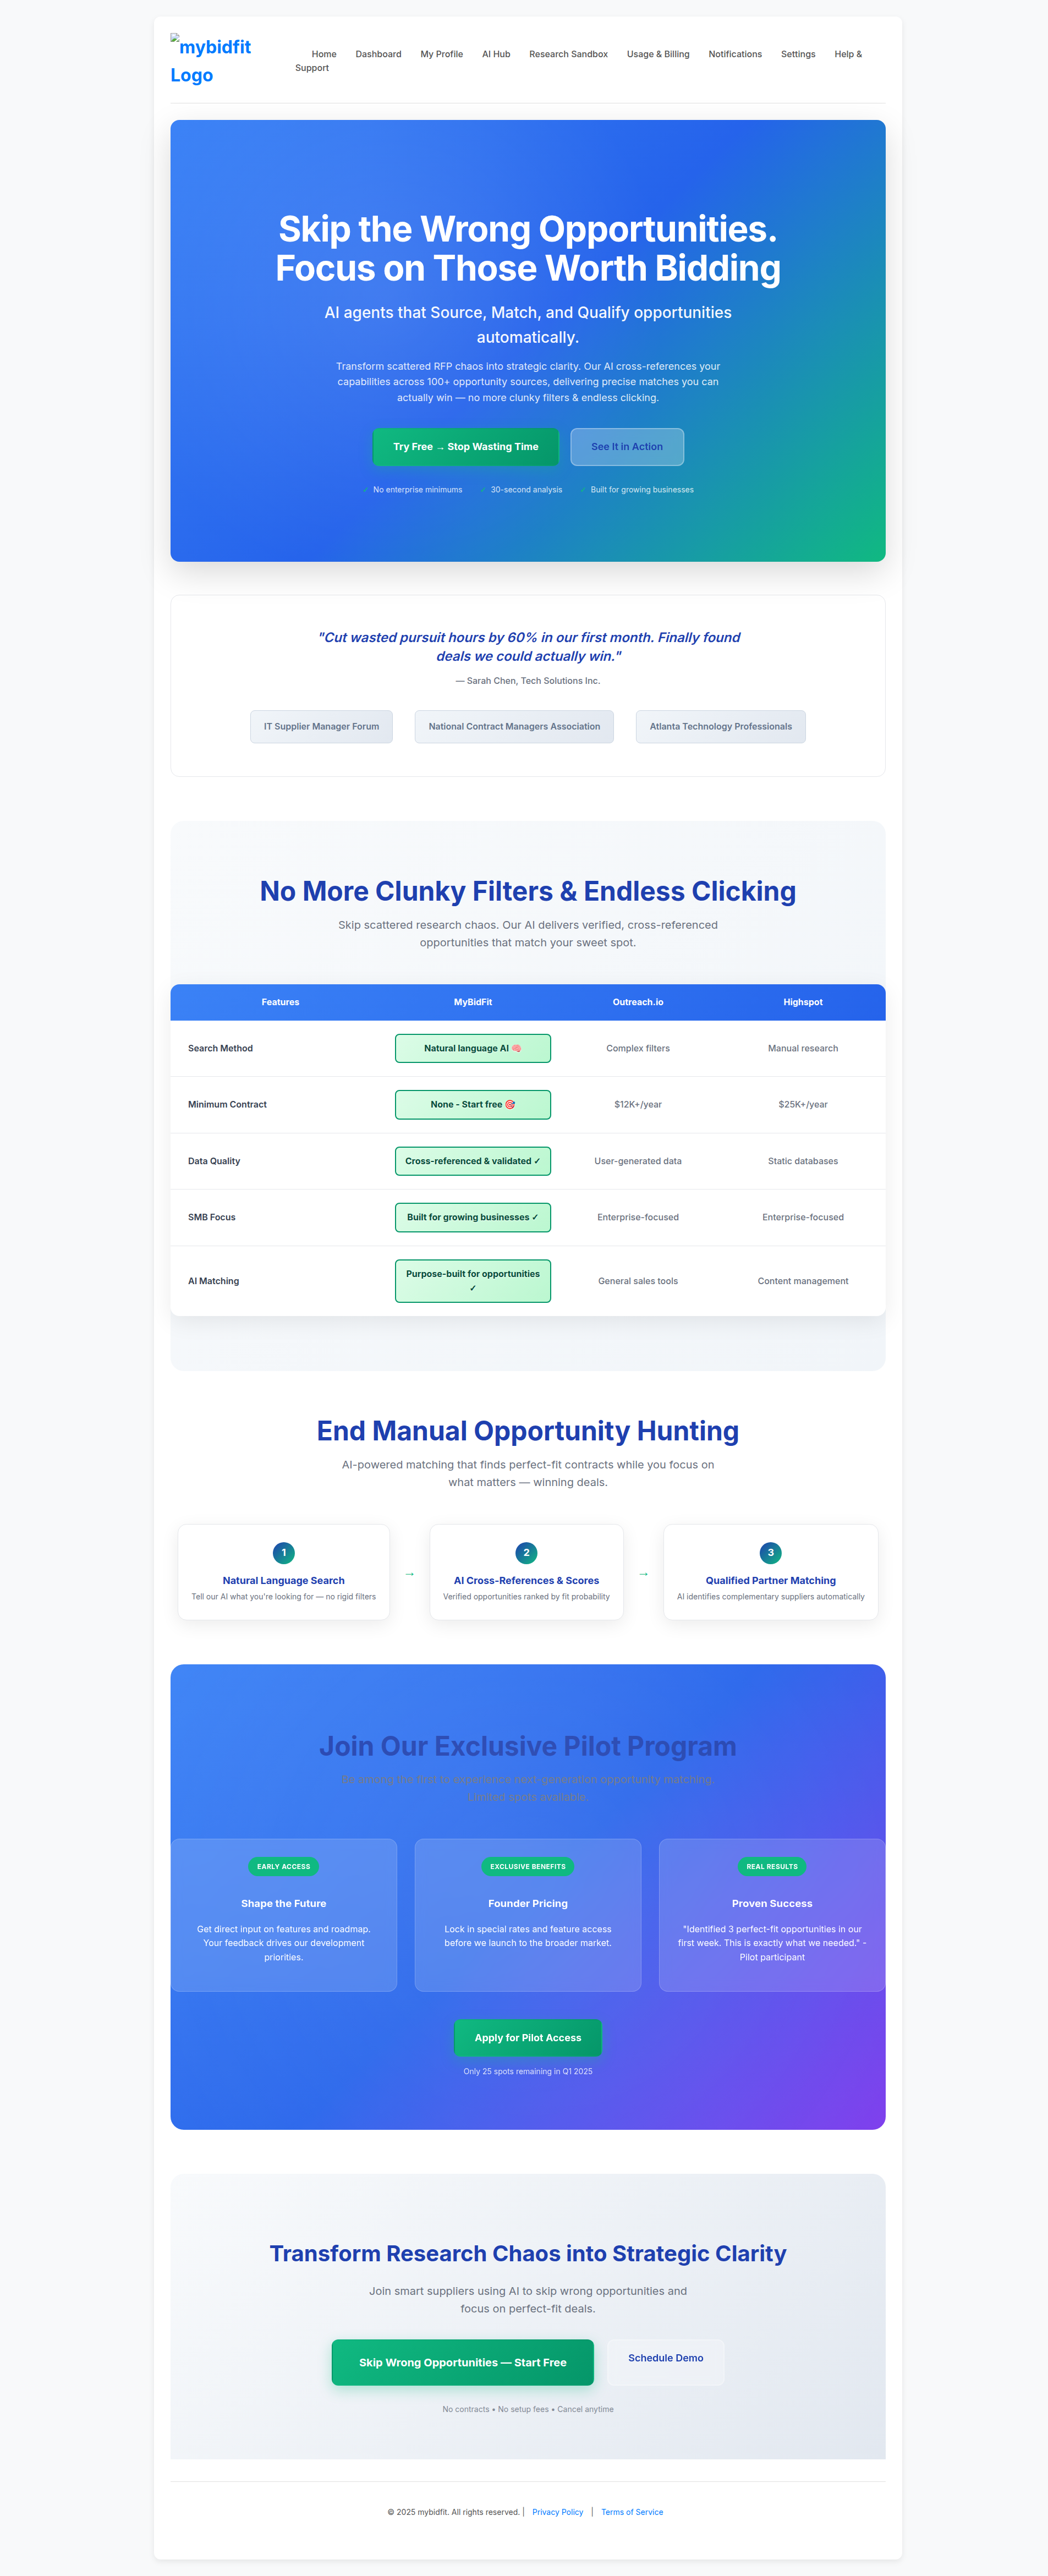 mybidfit
Logo
Home Dashboard My Profile AI Hub Research Sandbox Usage & Billing Notifications Settings Help &
Support
Skip the Wrong Opportunities.
Focus on Those Worth Bidding
AI agents that Source, Match, and Qualify opportunities
automatically.
Transform scattered RFP chaos into strategic clarity. Our AI cross-references your
capabilities across 100+ opportunity sources, delivering precise matches you can
actually win — no more clunky filters & endless clicking.
Try Free → Stop Wasting Time
See It in Action
✓ No enterprise minimums ✓ 30-second analysis ✓ Built for growing businesses
"Cut wasted pursuit hours by 60% in our first month. Finally found
deals we could actually win."
— Sarah Chen, Tech Solutions Inc.
IT Supplier Manager Forum
National Contract Managers Association
Atlanta Technology Professionals
No More Clunky Filters & Endless Clicking
Skip scattered research chaos. Our AI delivers verified, cross-referenced
opportunities that match your sweet spot.
Features MyBidFit Outreach.io Highspot
Search Method Natural language AI 🧠 Complex filters Manual research
Minimum Contract None - Start free 🎯 $12K+/year $25K+/year
Data Quality Cross-referenced & validated ✓ User-generated data Static databases
SMB Focus Built for growing businesses ✓ Enterprise-focused Enterprise-focused
AI Matching Purpose-built for opportunities ✓ General sales tools Content management
End Manual Opportunity Hunting
AI-powered matching that finds perfect-fit contracts while you focus on
what matters — winning deals.
1
Natural Language Search
Tell our AI what you're looking for — no rigid filters
→
2
AI Cross-References & Scores
Verified opportunities ranked by fit probability
→
3
Qualified Partner Matching
AI identifies complementary suppliers automatically
Join Our Exclusive Pilot Program
Be among the first to experience next-generation opportunity matching.
Limited spots available.
EARLY ACCESS
Shape the Future
Get direct input on features and roadmap.
Your feedback drives our development
priorities.
EXCLUSIVE BENEFITS
Founder Pricing
Lock in special rates and feature access
before we launch to the broader market.
REAL RESULTS
Proven Success
"Identified 3 perfect-fit opportunities in our
first week. This is exactly what we needed." -
Pilot participant
Apply for Pilot Access
Only 25 spots remaining in Q1 2025
Transform Research Chaos into Strategic Clarity
Join smart suppliers using AI to skip wrong opportunities and
focus on perfect-fit deals.
Skip Wrong Opportunities — Start Free
Schedule Demo
No contracts • No setup fees • Cancel anytime
© 2025 mybidfit. All rights reserved. | Privacy Policy | Terms of Service